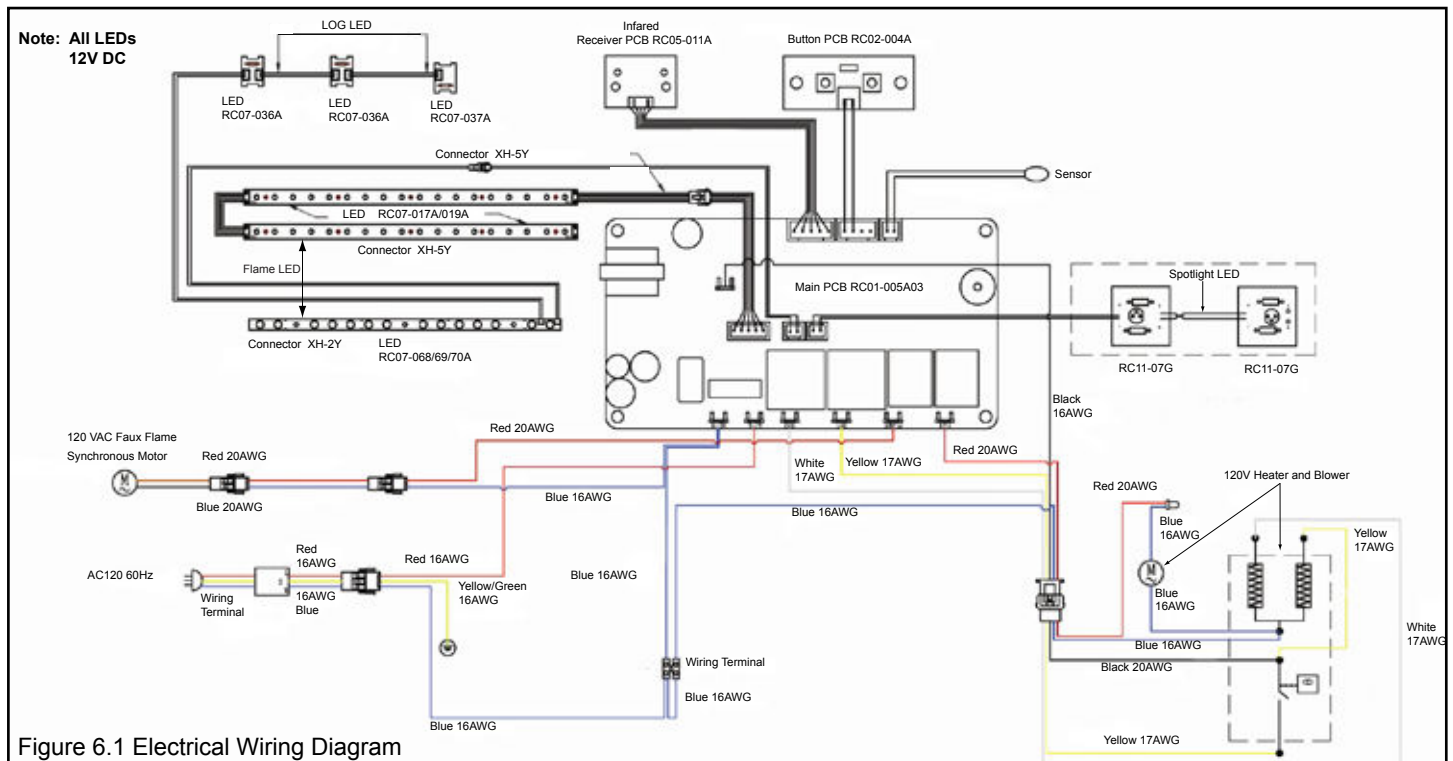 Note: All LEDs
12V DC
LOG LED
LED
RC07-036A
LED
RC07-036A
LED
RC07-037A
Infared
Receiver PCB RC05-011A
Button PCB RC02-004A
Connector XH-5Y
Sensor
LED RC07-017A/019A
Connector XH-5Y
Flame LED
Main PCB RC01-005A03
Spotlight LED
Connector XH-2Y
LED
RC07-068/69/70A
RC11-07G
RC11-07G
Black
16AWG
120 VAC Faux Flame
Synchronous Motor
M
Red 20AWG
Red 20AWG
Blue 20AWG
Blue 16AWG
White
17AWG
Yellow 17AWG
Red 20AWG
Red 20AWG
120V Heater and Blower
Blue 16AWG
Blue
16AWG
Yellow
17AWG
M
Blue
16AWG
AC120 60Hz
Wiring
Terminal
Red
16AWG
16AWG
Blue
Red 16AWG
Yellow/Green
16AWG
Blue 16AWG
White
17AWG
Blue 16AWG
Black 20AWG
Wiring Terminal
Blue 16AWG
Blue 16AWG
Yellow 17AWG
Figure 6.1 Electrical Wiring Diagram